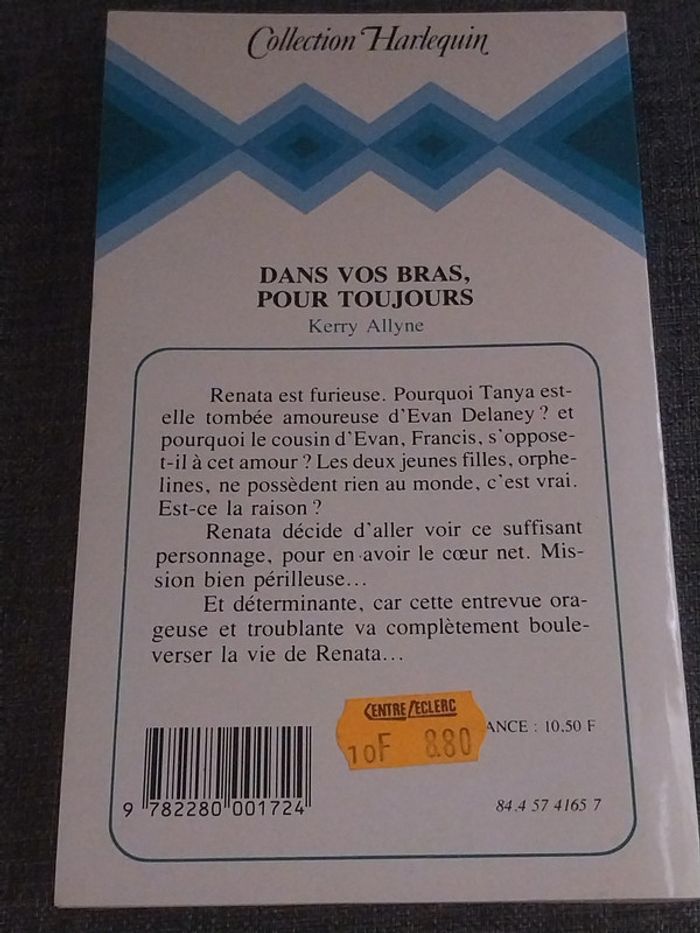 Collection Harlequin
DANS VOS BRAS,
POUR TOUJOURS
Kerry Allyne
Renata est furieuse. Pourquoi Tanya est-
elle tombée amoureuse d'Evan Delaney ? et
pourquoi le cousin d'Evan, Francis, s'oppose-
t-il à cet amour ? Les deux jeunes filles, orphe-
lines, ne possèdent rien au monde, c'est vrai.
Est-ce la raison ?
Renata décide d'aller voir ce suffisant
personnage, pour en avoir le cœur net. Mis-
sion bien périlleuse...
Et déterminante, car cette entrevue ora-
geuse et troublante va complètement boule-
verser la vie de Renata...
CENTRE LECLERC
10F 8.80
ANCE : 10,50 F
9 782280 001724
84.4 57 4165 7